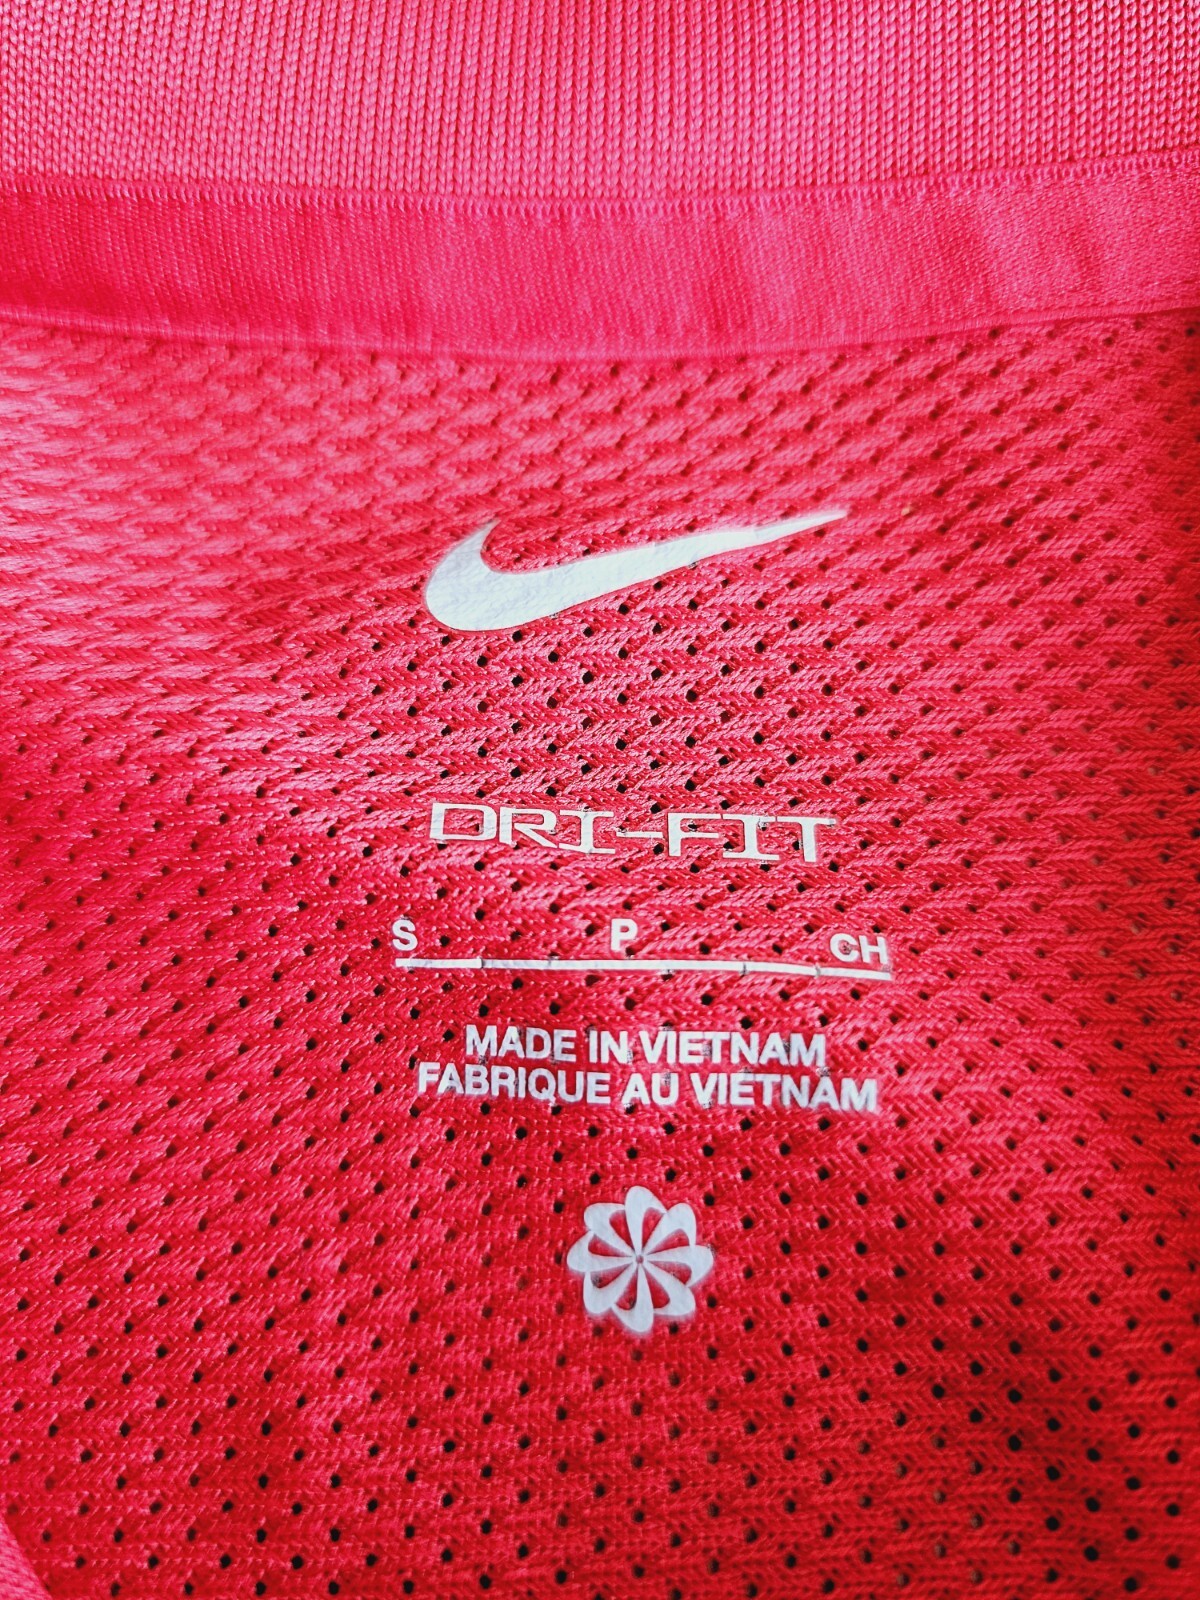 DRI-FIT
S P CH
MADE IN VIETNAM
FABRIQUE AU VIETNAM